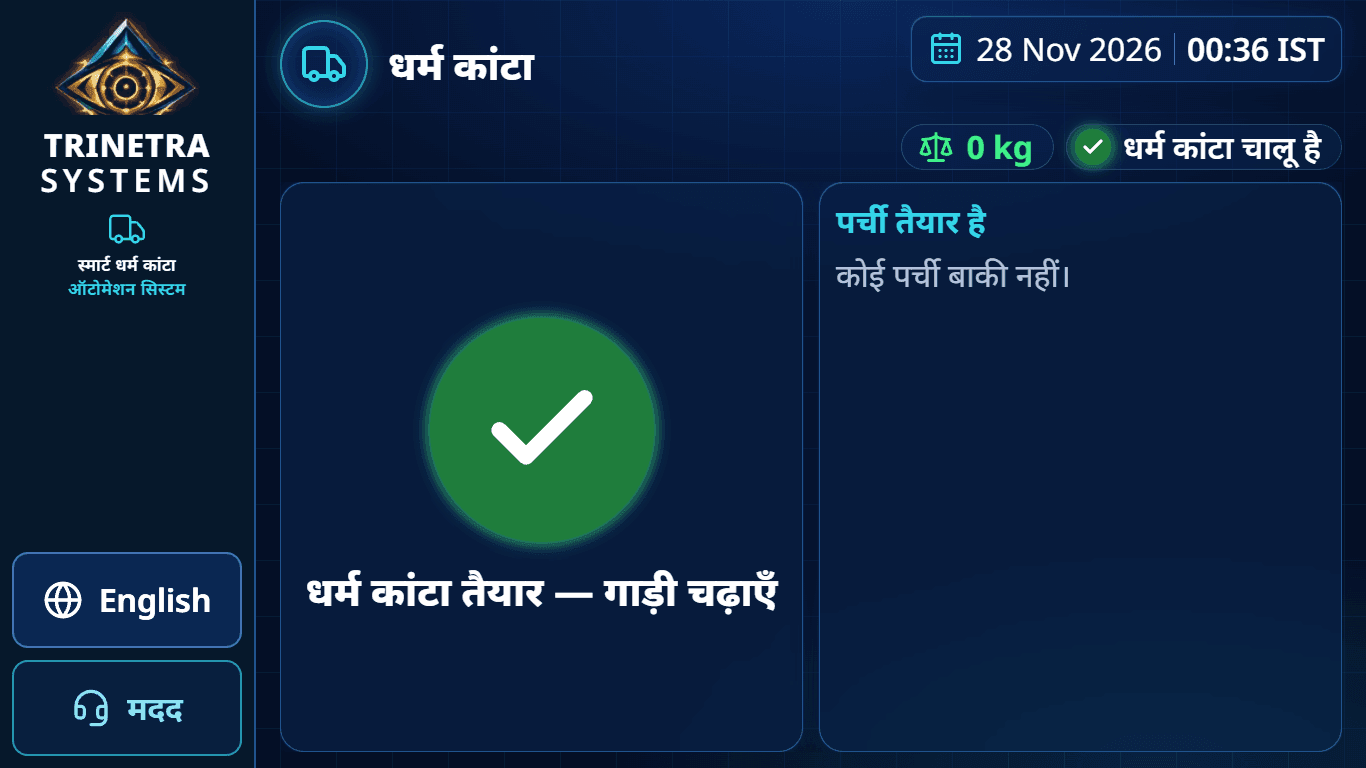 TRINETRA
SYSTEMS
स्मार्ट धर्म कांटा
ऑटोमेशन सिस्टम
English
मदद
धर्म कांटा
28 Nov 2026 | 00:36 IST
0 kg
धर्म कांटा चालू है
धर्म कांटा तैयार — गाड़ी चढ़ाएँ
पर्ची तैयार है
कोई पर्ची बाकी नहीं।